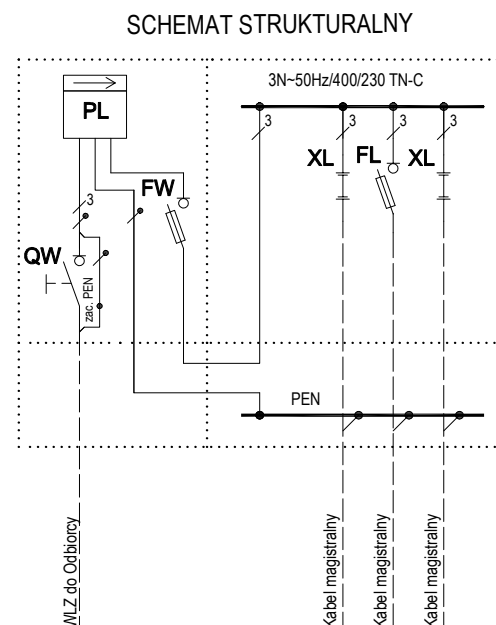 SCHEMAT STRUKTURALNY
3N~50Hz/400/230 TN-C
PL
3
3
3
3
XL
FL
XL
FW
3
QW
zac. PEN
PEN
WLZ do Odbiorcy
Kabel magistralny
Kabel magistralny
Kabel magistralny